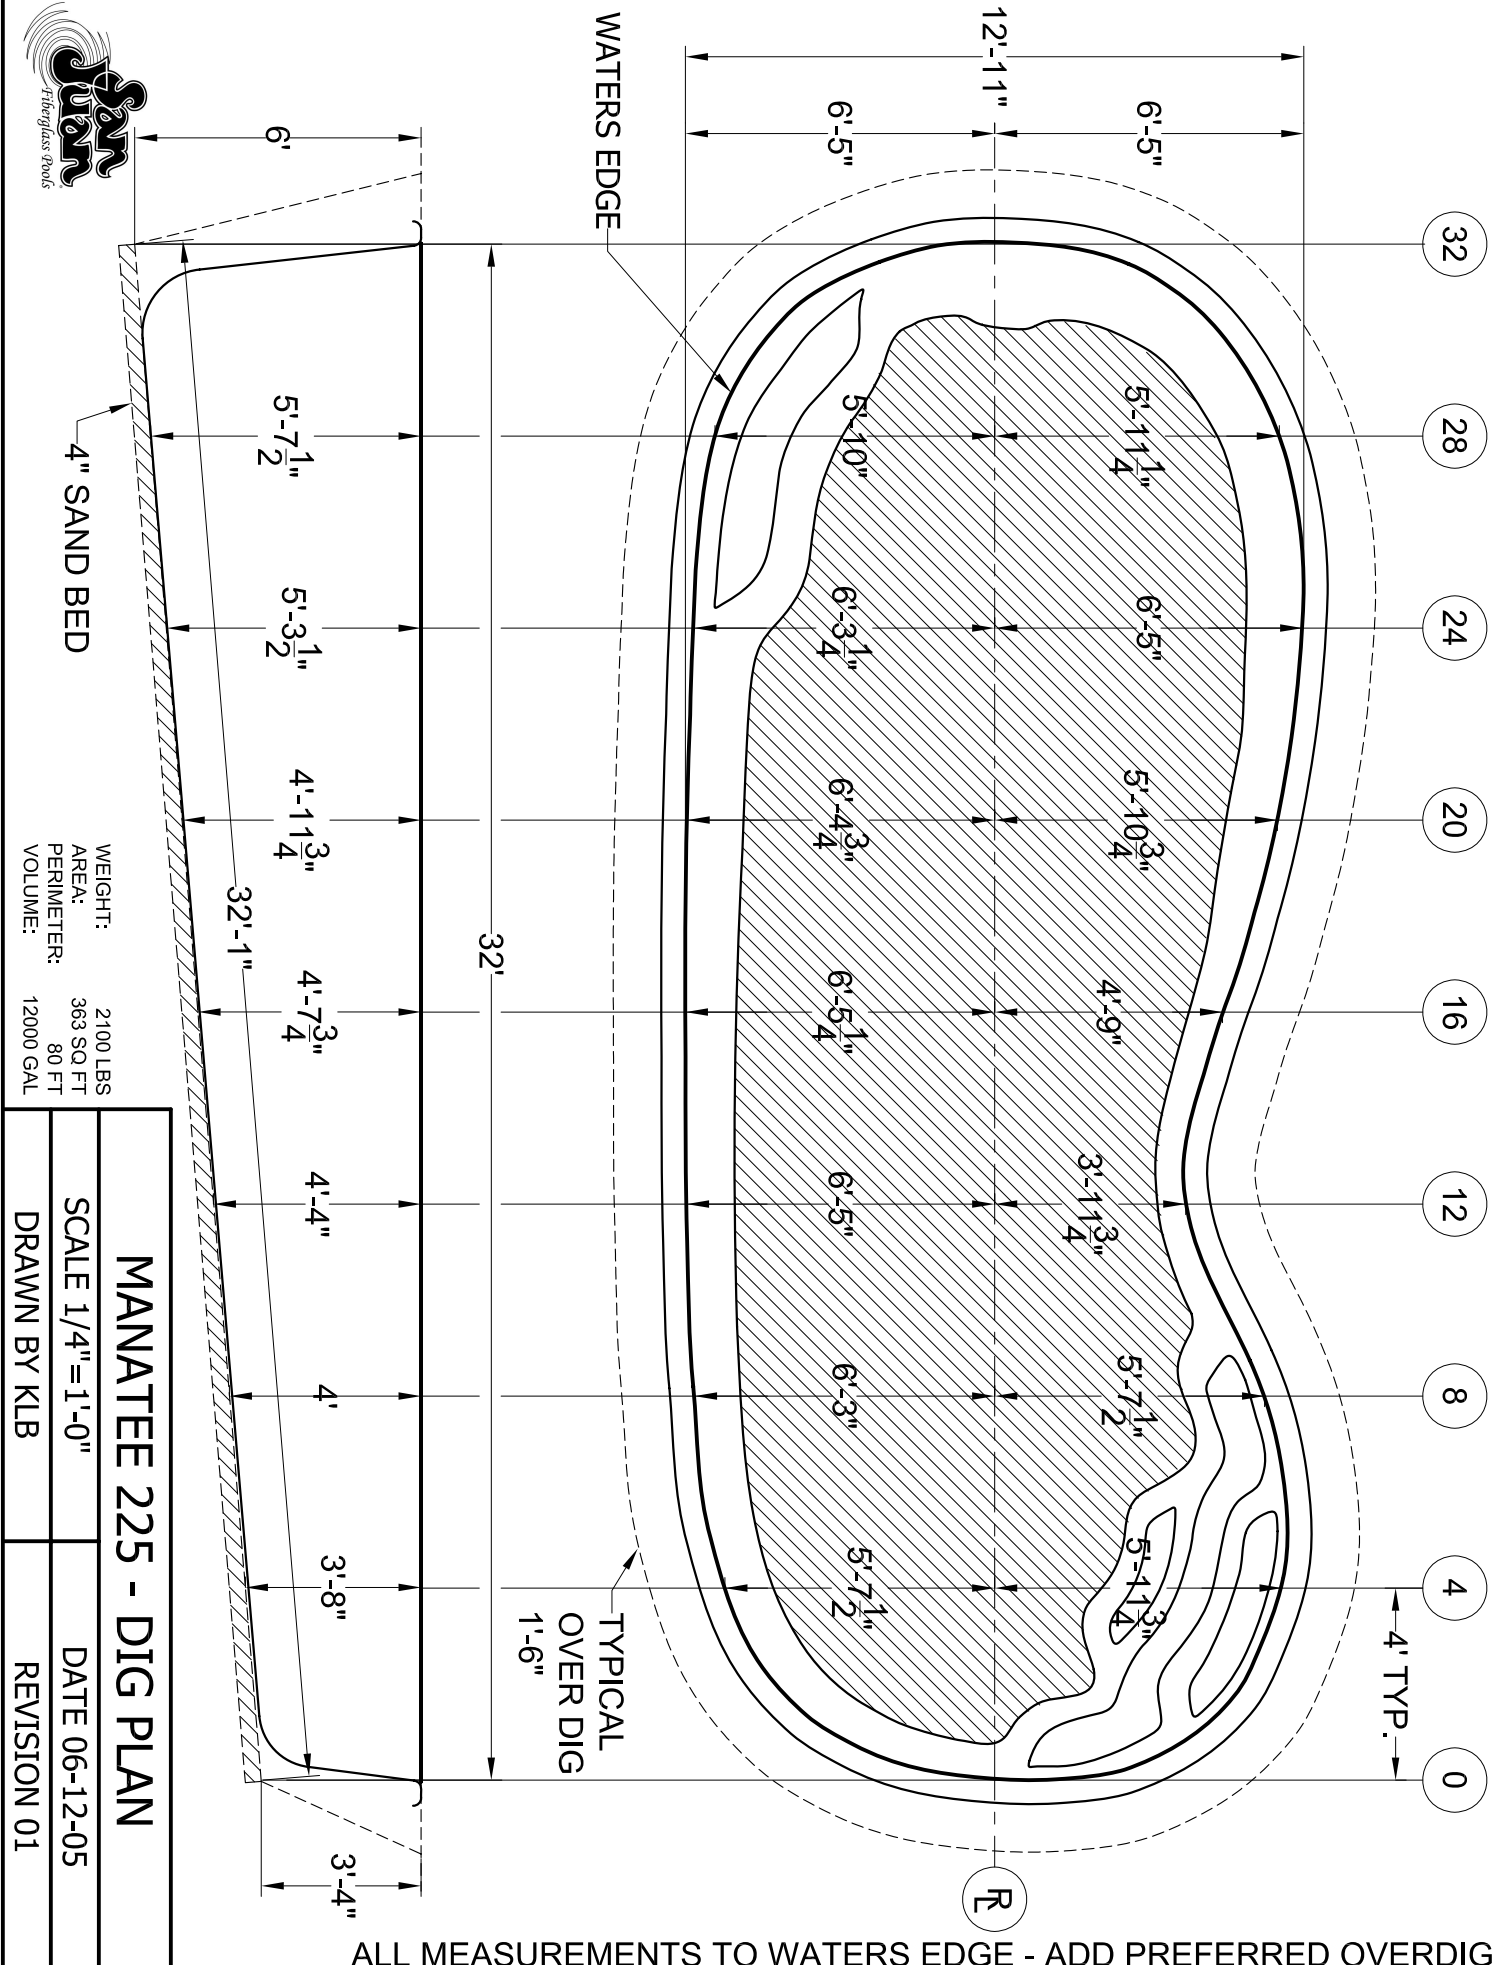 32
28
24
20
16
12
8
4
0
4' TYP.
12'-11"
6'-5"
6'-5"
5'-11 1/4"
6'-5"
5'-10 3/4"
4'-9"
3'-11 3/4"
5'-7 1/2"
5'-11 3/4"
PL
5'-10"
6'-3 1/4"
6'-4 3/4"
6'-5 1/4"
6'-5"
6'-3"
5'-7 1/2"
WATERS EDGE
TYPICAL
OVER DIG
1'-6"
32'
6'
5'-7 1/2"
5'-3 1/2"
4'-11 3/4"
4'-7 3/4"
4'-4"
4'
3'-8"
3'-4"
32'-1"
4" SAND BED
San
Juan
Fiberglass Pools
WEIGHT: 2100 LBS
AREA: 363 SQ FT
PERIMETER: 80 FT
VOLUME: 12000 GAL
MANATEE 225 - DIG PLAN
SCALE 1/4"=1'-0"
DATE 06-12-05
DRAWN BY KLB
REVISION 01
ALL MEASUREMENTS TO WATERS EDGE - ADD PREFERRED OVERDIG